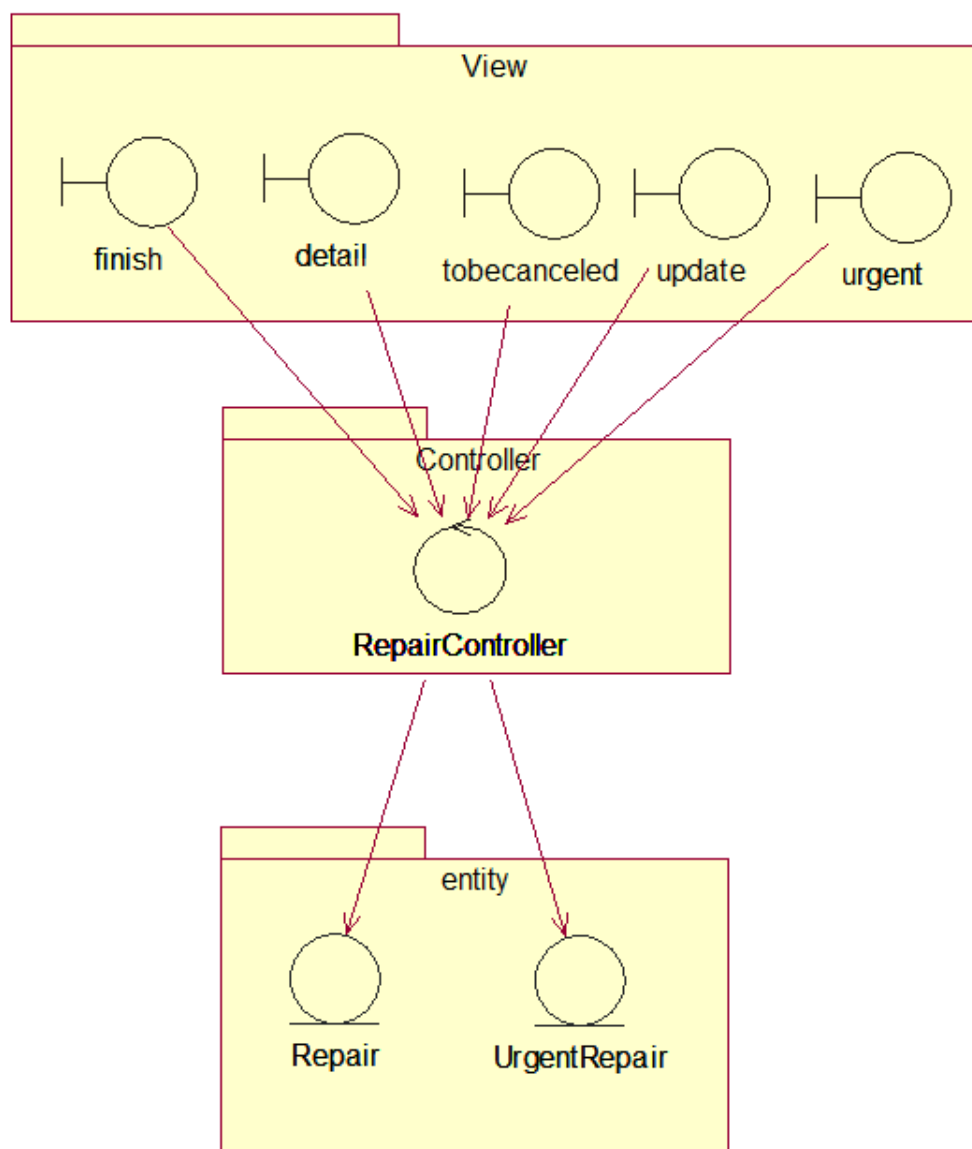 View
finish
detail
tobecanceled
update
urgent
Controller
RepairController
entity
Repair
UrgentRepair